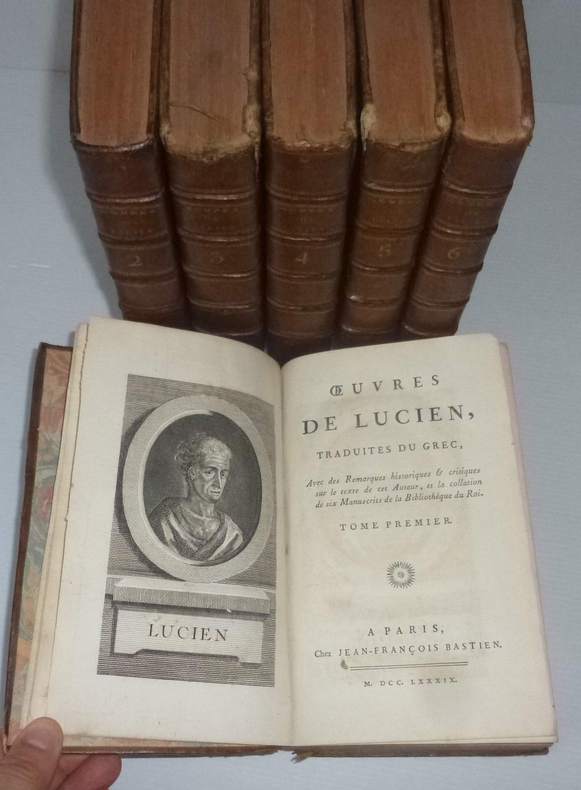 2
3
4
5
6
ŒUVRES
DE LUCIEN,
TRADUITES DU GREC,
Avec des Remarques historiques & critiques
sur le texte de cet Auteur, et la collation
de six Manuscrits de la Bibliothèque du Roi.
TOME PREMIER.
A PARIS,
Chez JEAN-FRANÇOIS BASTIEN.
M. DCC. LXXXIX.
LUCIEN